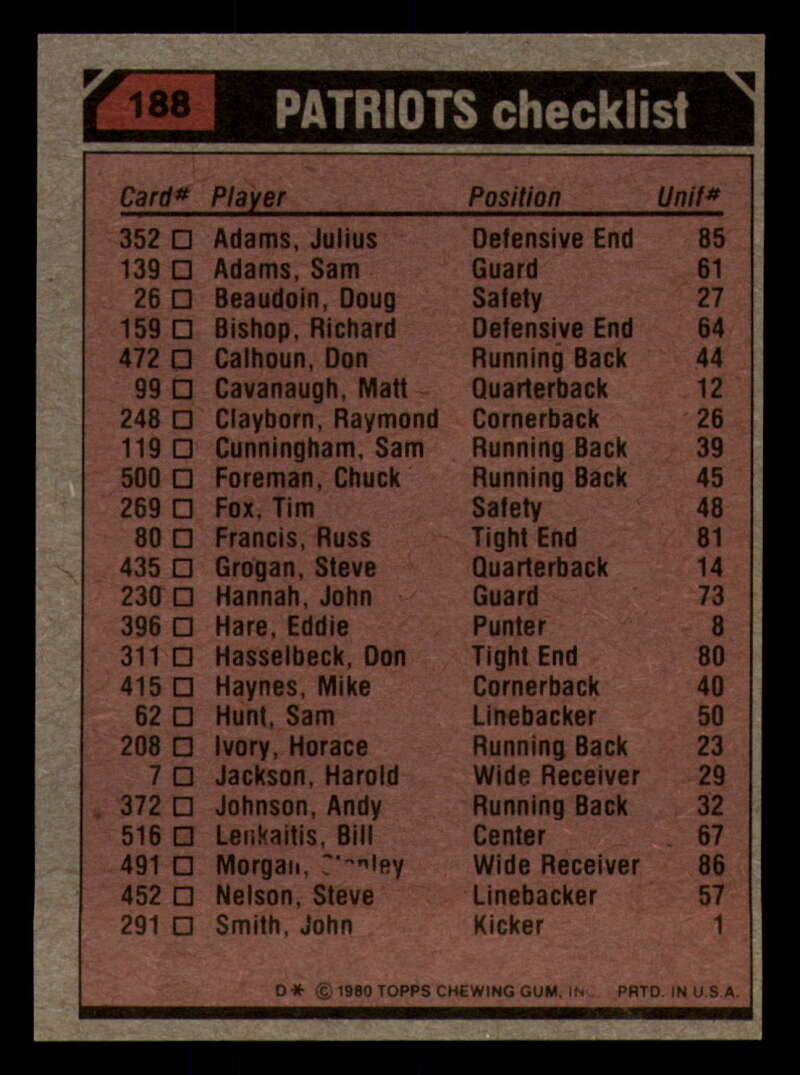 188 PATRIOTS checklist
Card# Player Position Unif#
352 □ Adams, Julius Defensive End 85
139 □ Adams, Sam Guard 61
26 □ Beaudoin, Doug Safety 27
159 □ Bishop, Richard Defensive End 64
472 □ Calhoun, Don Running Back 44
99 □ Cavanaugh, Matt Quarterback 12
248 □ Clayborn, Raymond Cornerback 26
119 □ Cunningham, Sam Running Back 39
500 □ Foreman, Chuck Running Back 45
269 □ Fox, Tim Safety 48
80 □ Francis, Russ Tight End 81
435 □ Grogan, Steve Quarterback 14
230 □ Hannah, John Guard 73
396 □ Hare, Eddie Punter 8
311 □ Hasselbeck, Don Tight End 80
415 □ Haynes, Mike Cornerback 40
62 □ Hunt, Sam Linebacker 50
208 □ Ivory, Horace Running Back 23
7 □ Jackson, Harold Wide Receiver 29
372 □ Johnson, Andy Running Back 32
516 □ Lenkaitis, Bill Center 67
491 □ Morgan, Wide Receiver 86
452 □ Nelson, Steve Linebacker 57
291 □ Smith, John Kicker 1
D* © 1980 TOPPS CHEWING GUM, PRTD. IN U.S.A.